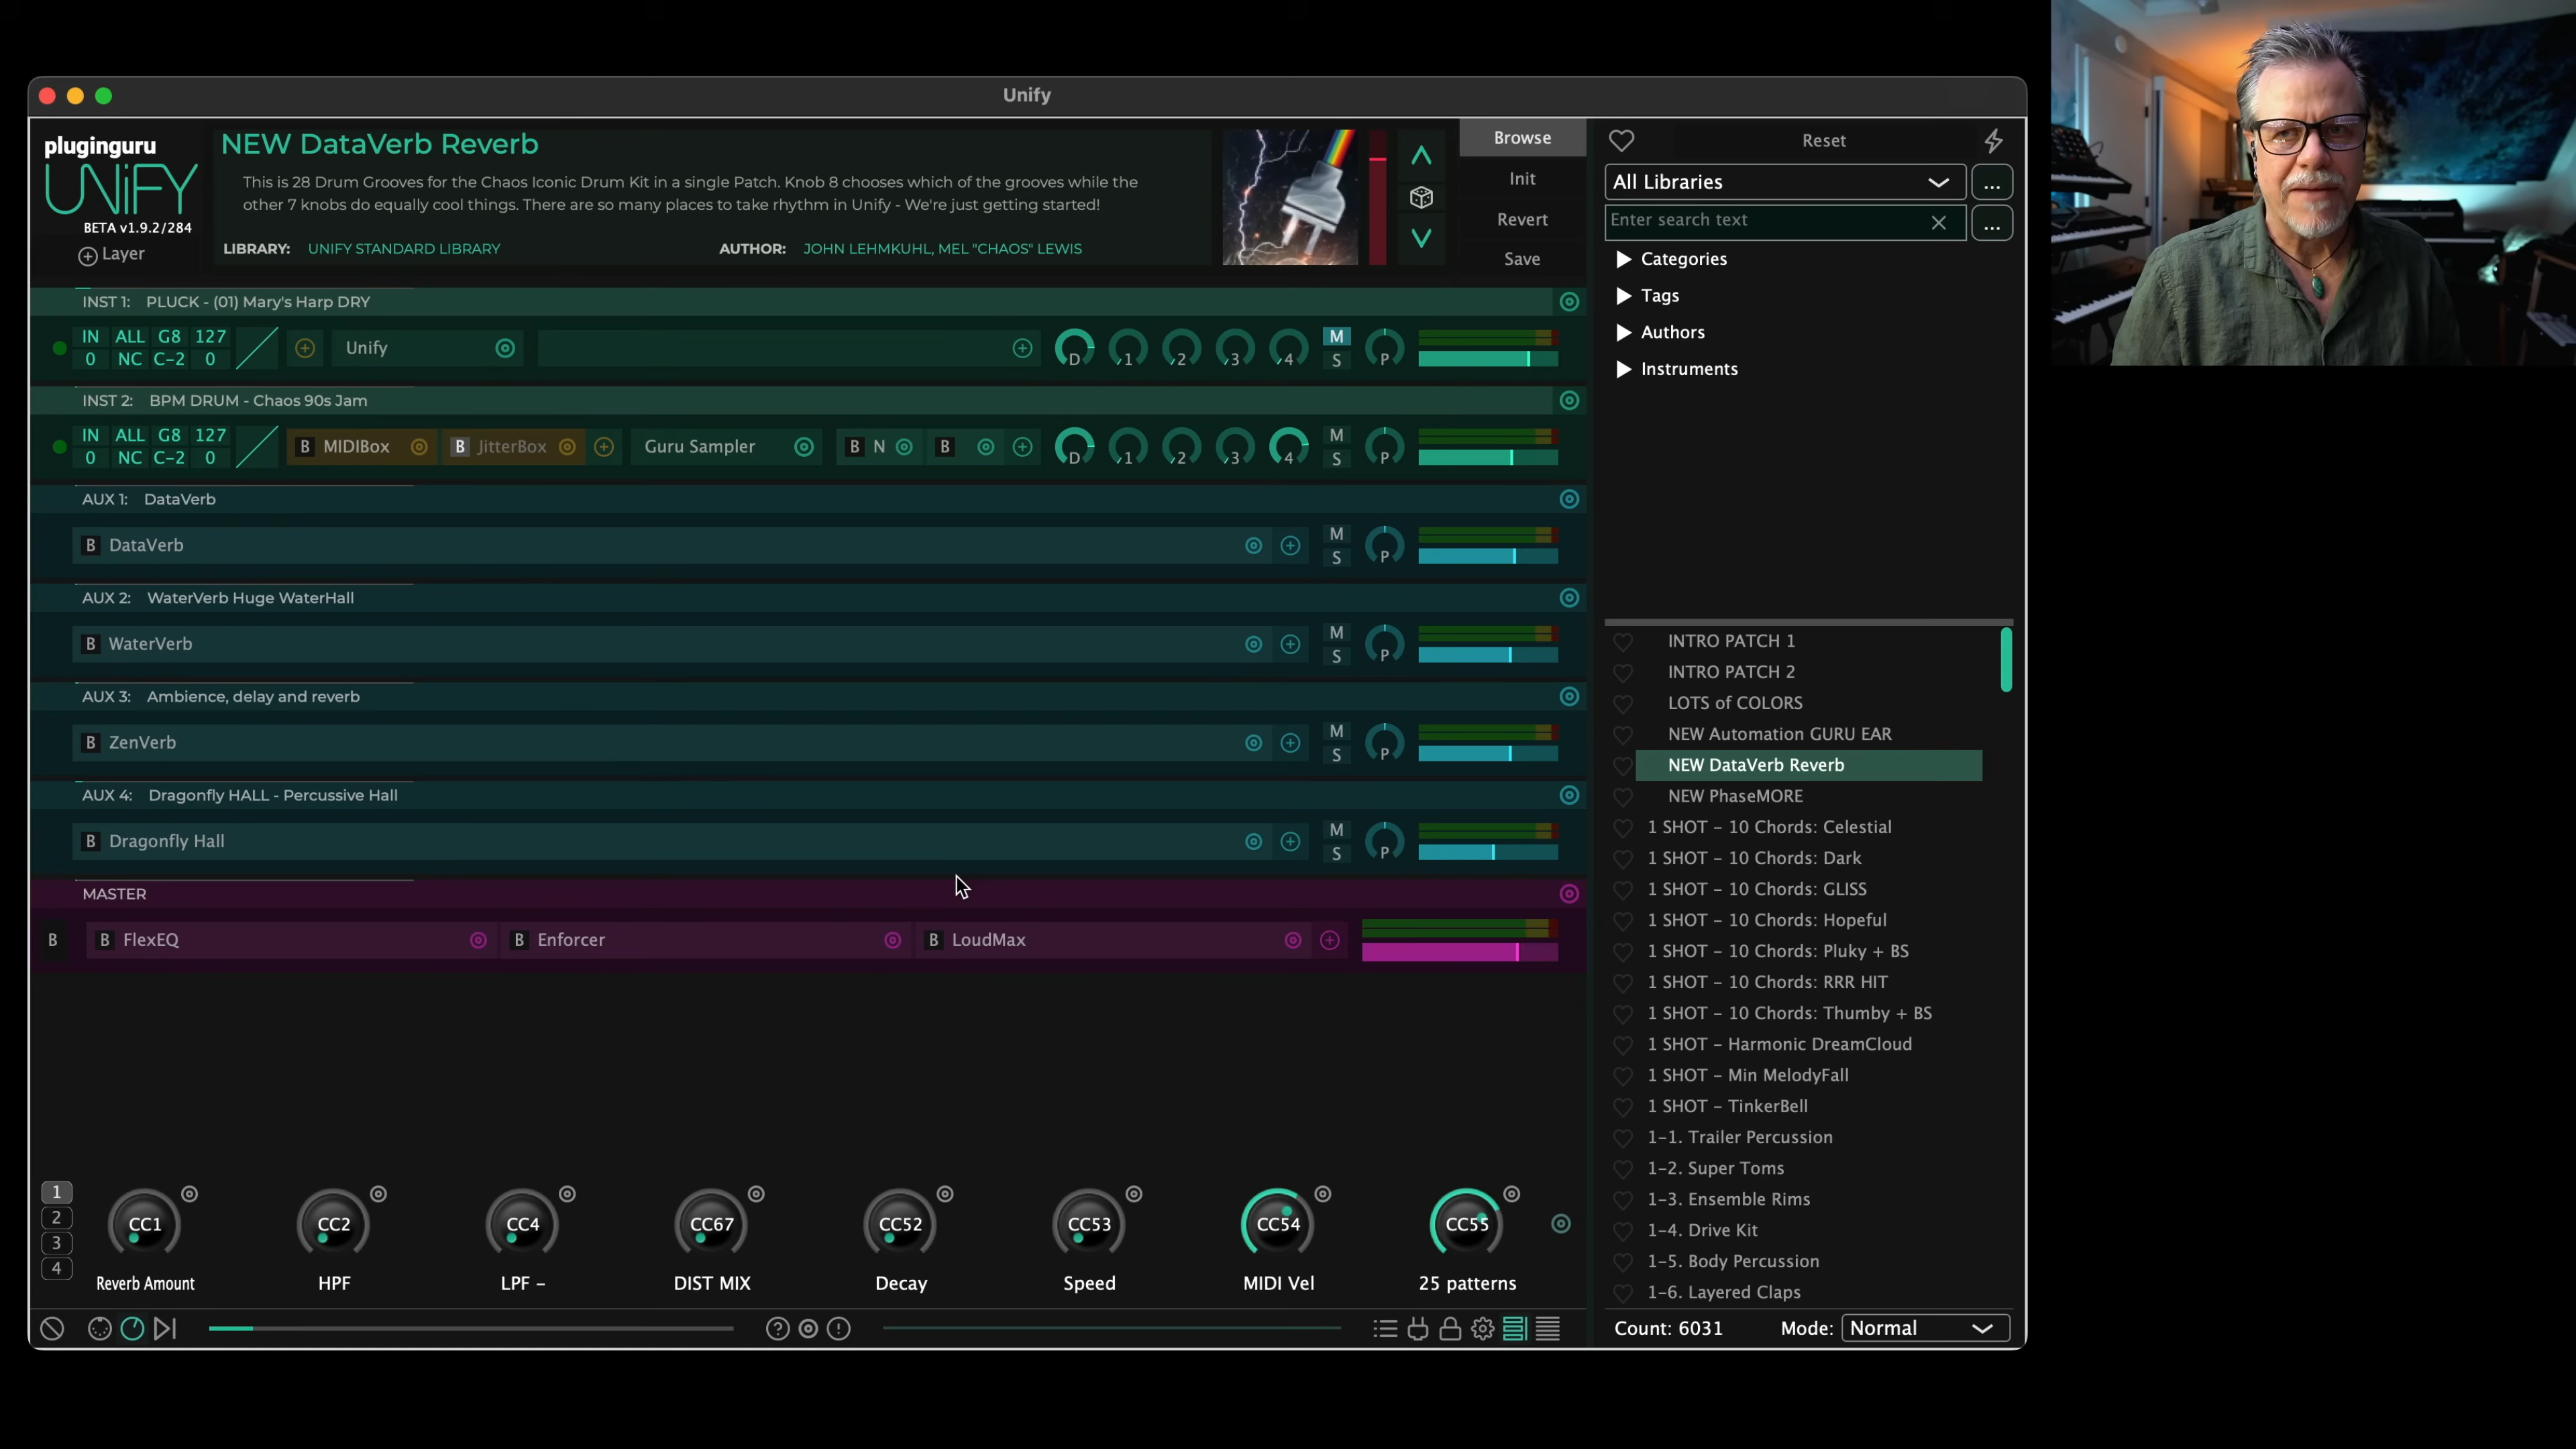 Unify
pluginguru
UNiFY
BETA v1.9.2/284
Layer
NEW DataVerb Reverb
This is 28 Drum Grooves for the Chaos Iconic Drum Kit in a single Patch. Knob 8 chooses which of the grooves while the
other 7 knobs do equally cool things. There are so many places to take rhythm in Unify - We're just getting started!
LIBRARY: UNIFY STANDARD LIBRARY AUTHOR: JOHN LEHMKUHL, MEL "CHAOS" LEWIS
Browse
Init
Revert
Save
INST 1: PLUCK - (01) Mary's Harp DRY
IN ALL G8 127
0 NC C-2 0
Unify
D 1 2 3 4 M S P
INST 2: BPM DRUM - Chaos 90s Jam
IN ALL G8 127
0 NC C-2 0
B MIDIBox B JitterBox Guru Sampler B N B
D 1 2 3 4 M S P
AUX 1: DataVerb
B DataVerb M S P
AUX 2: WaterVerb Huge WaterHall
B WaterVerb M S P
AUX 3: Ambience, delay and reverb
B ZenVerb M S P
AUX 4: Dragonfly HALL - Percussive Hall
B Dragonfly Hall M S P
MASTER
B B FlexEQ B Enforcer B LoudMax
1
2
3
4
CC1 CC2 CC4 CC67 CC52 CC53 CC54 CC55
Reverb Amount HPF LPF - DIST MIX Decay Speed MIDI Vel 25 patterns
Reset
All Libraries ...
Enter search text ...
Categories
Tags
Authors
Instruments
INTRO PATCH 1
INTRO PATCH 2
LOTS of COLORS
NEW Automation GURU EAR
NEW DataVerb Reverb
NEW PhaseMORE
1 SHOT - 10 Chords: Celestial
1 SHOT - 10 Chords: Dark
1 SHOT - 10 Chords: GLISS
1 SHOT - 10 Chords: Hopeful
1 SHOT - 10 Chords: Pluky + BS
1 SHOT - 10 Chords: RRR HIT
1 SHOT - 10 Chords: Thumby + BS
1 SHOT - Harmonic DreamCloud
1 SHOT - Min MelodyFall
1 SHOT - TinkerBell
1-1. Trailer Percussion
1-2. Super Toms
1-3. Ensemble Rims
1-4. Drive Kit
1-5. Body Percussion
1-6. Layered Claps
Count: 6031 Mode: Normal